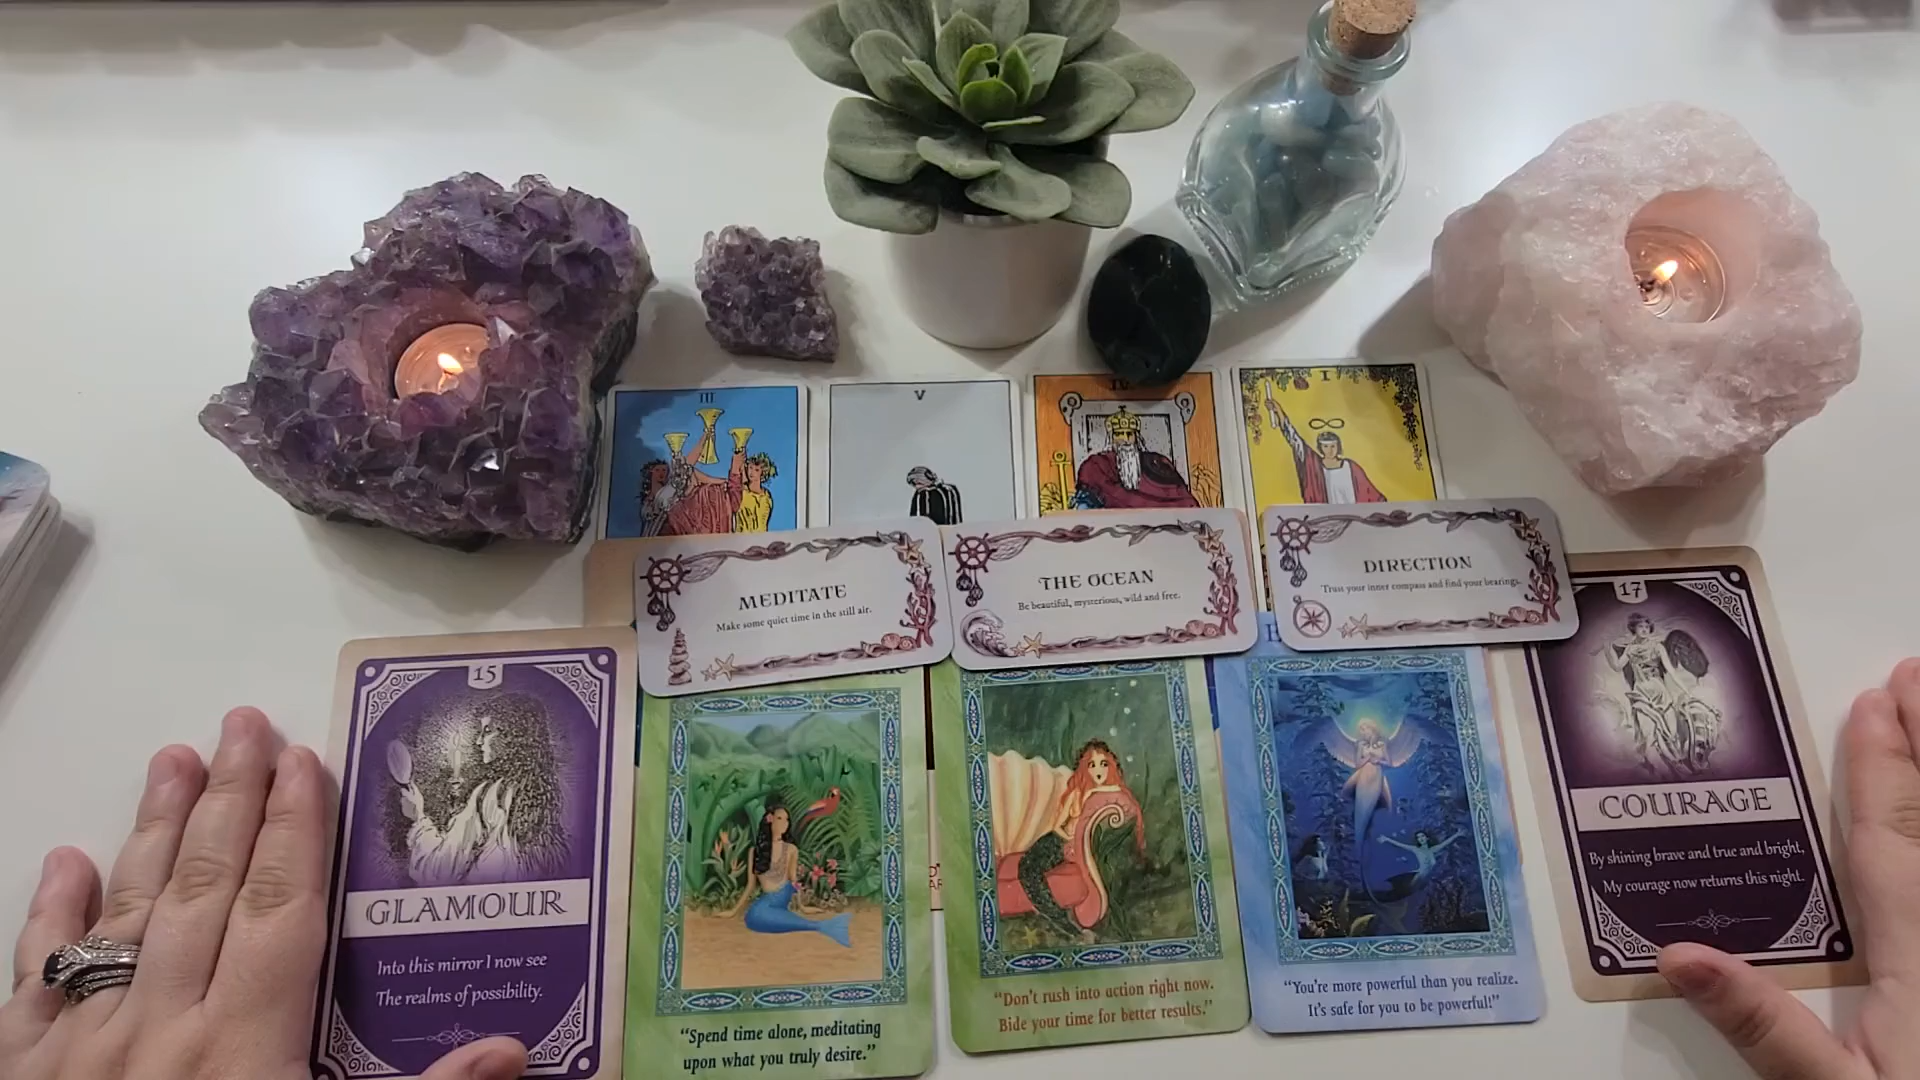 III
V
IV
I
MEDITATE
Make some quiet time in the still air.
THE OCEAN
Be beautiful, mysterious, wild and free.
DIRECTION
Trust your inner compass and find your bearings.
15
GLAMOUR
Into this mirror I now see
The realms of possibility.
“Spend time alone, meditating
upon what you truly desire.”
“Don't rush into action right now.
Bide your time for better results.”
“You're more powerful than you realize.
It's safe for you to be powerful!”
17
COURAGE
By shining brave and true and bright,
My courage now returns this night.